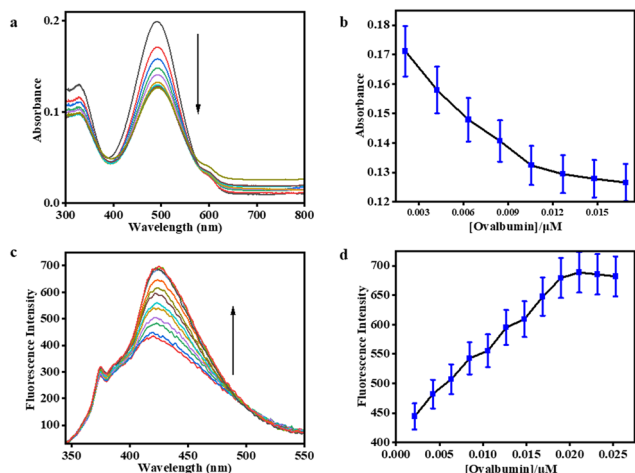 a
0.2
0.1
0.0
Absorbance
300 400 500 600 700 800
Wavelength (nm)
b
0.18
0.17
0.16
0.15
0.14
0.13
0.12
Absorbance
0.003 0.006 0.009 0.012 0.015
[Ovalbumin]/μM
c
700
600
500
400
300
200
100
Fluorescence Intensity
350 400 450 500 550
Wavelength (nm)
d
700
650
600
550
500
450
400
Fluorescence Intensity
0.000 0.005 0.010 0.015 0.020 0.025
[Ovalbumin]/μM